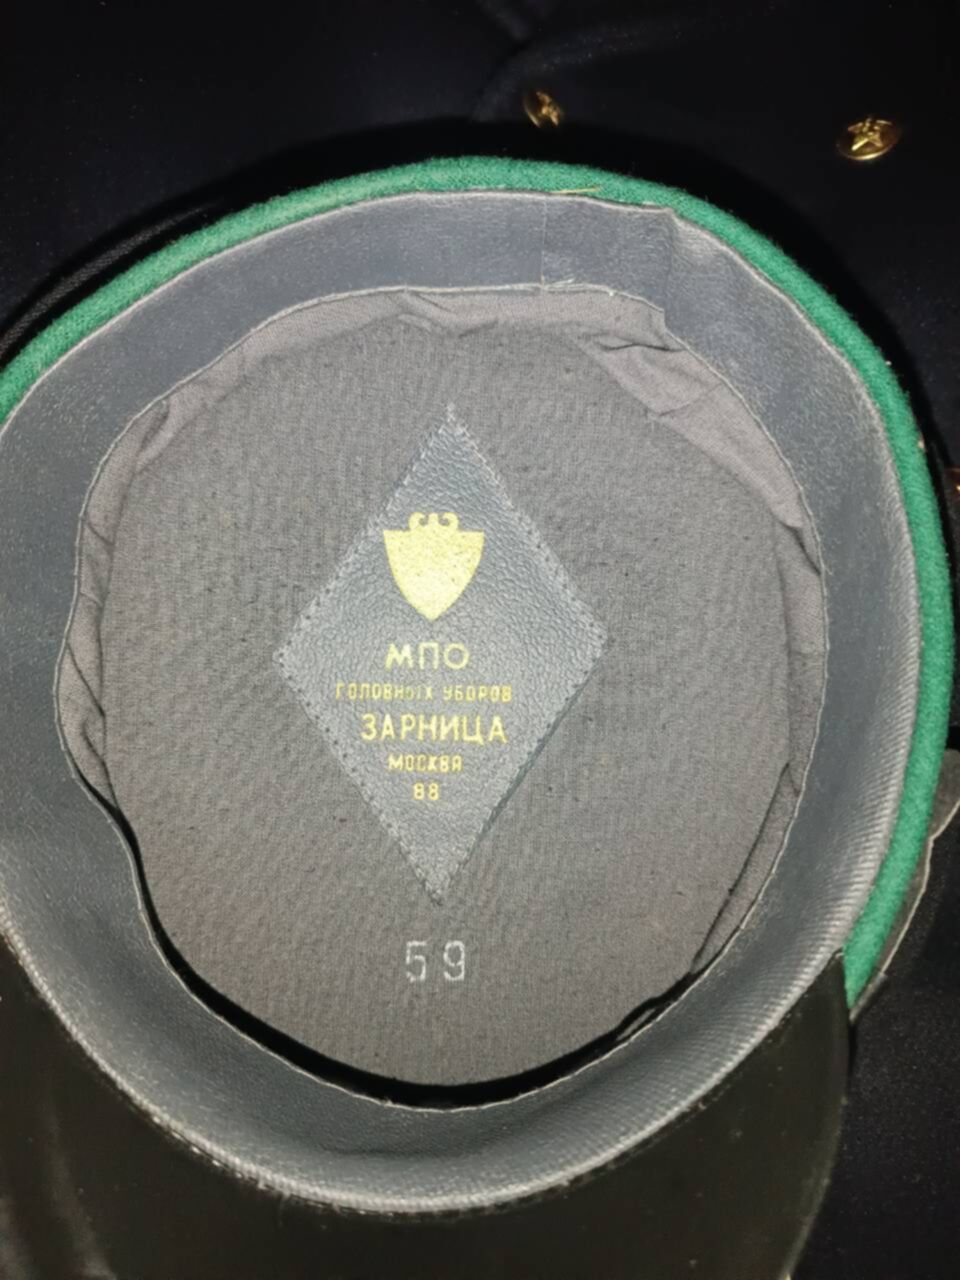 МПО
ГОЛОВНЫХ УБОРОВ
ЗАРНИЦА
МОСКВА
88
59